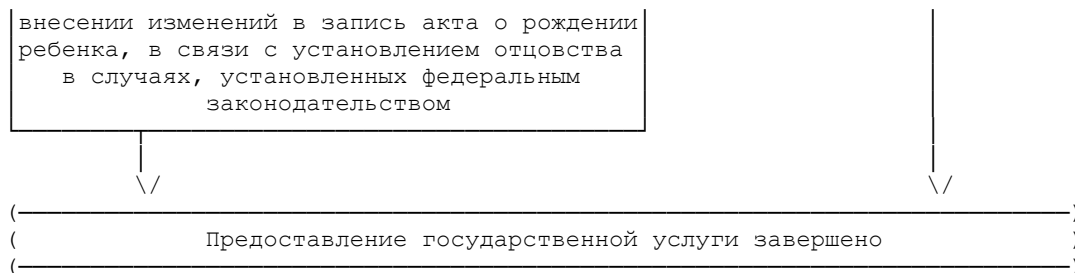 внесении изменений в запись акта о рождении
ребенка, в связи с установлением отцовства
в случаях, установленных федеральным
законодательством
Предоставление государственной услуги завершено